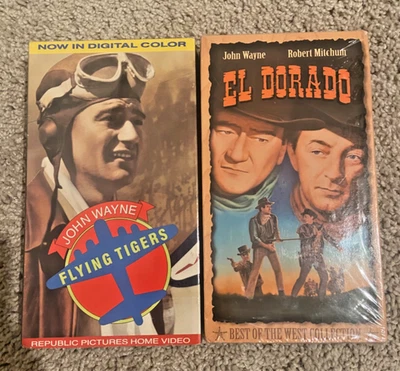 NOW IN DIGITAL COLOR
JOHN WAYNE
FLYING TIGERS
REPUBLIC PICTURES HOME VIDEO
John Wayne Robert Mitchum
EL DORADO
BEST OF THE WEST COLLECTION